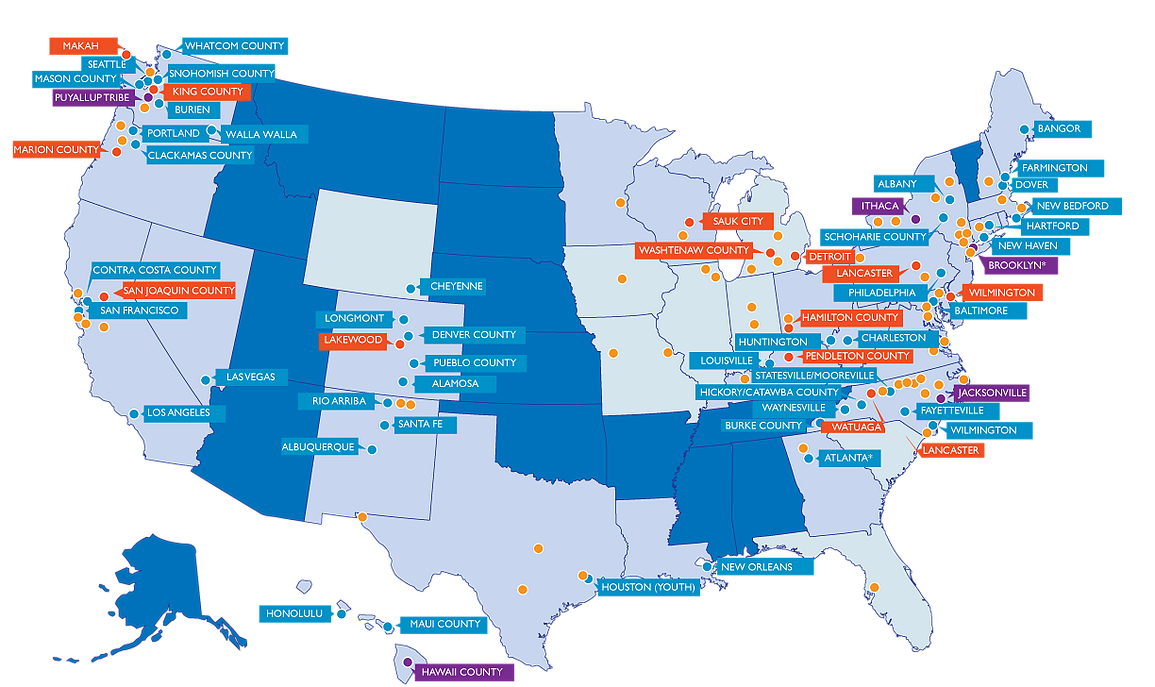 MAKAH
WHATCOM COUNTY
SEATTLE
SNOHOMISH COUNTY
MASON COUNTY
KING COUNTY
PUYALLUP TRIBE
BURIEN
PORTLAND
WALLA WALLA
MARION COUNTY
CLACKAMAS COUNTY
CONTRA COSTA COUNTY
SAN JOAQUIN COUNTY
SAN FRANCISCO
LAS VEGAS
LOS ANGELES
CHEYENNE
LONGMONT
DENVER COUNTY
LAKEWOOD
PUEBLO COUNTY
ALAMOSA
RIO ARRIBA
SANTA FE
ALBUQUERQUE
HONOLULU
MAUI COUNTY
HAWAII COUNTY
HOUSTON (YOUTH)
NEW ORLEANS
SAUK CITY
WASHTENAW COUNTY
DETROIT
BANGOR
FARMINGTON
ALBANY
DOVER
ITHACA
NEW BEDFORD
HARTFORD
SCHOHARIE COUNTY
NEW HAVEN
BROOKLYN*
LANCASTER
PHILADELPHIA
WILMINGTON
BALTIMORE
HAMILTON COUNTY
HUNTINGTON
CHARLESTON
LOUISVILLE
PENDLETON COUNTY
STATESVILLE/MOOREVILLE
HICKORY/CATAWBA COUNTY
JACKSONVILLE
WAYNESVILLE
FAYETTEVILLE
BURKE COUNTY
WATUAGA
WILMINGTON
LANCASTER
ATLANTA*